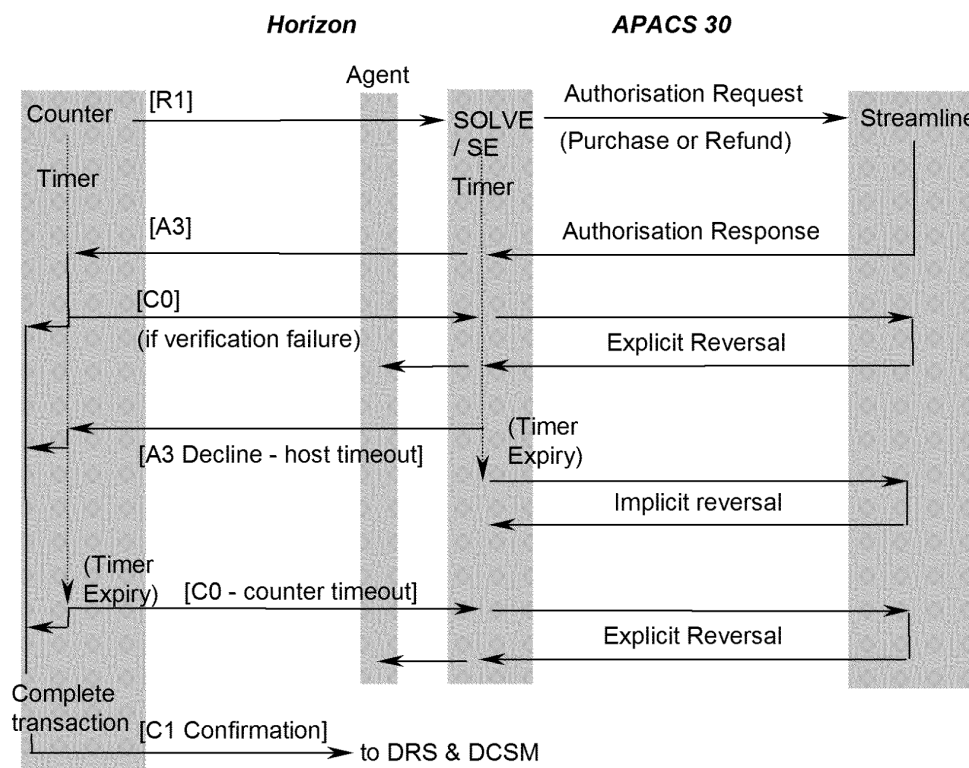 Horizon
APACS 30
Agent
Counter
[R1]
SOLVE
/ SE
Authorisation Request
(Purchase or Refund)
Streamline
Timer
Timer
[A3]
Authorisation Response
[C0]
(if verification failure)
Explicit Reversal
[A3 Decline - host timeout]
(Timer
Expiry)
Implicit reversal
(Timer
Expiry)
[C0 - counter timeout]
Explicit Reversal
Complete
transaction
[C1 Confirmation]
to DRS & DCSM